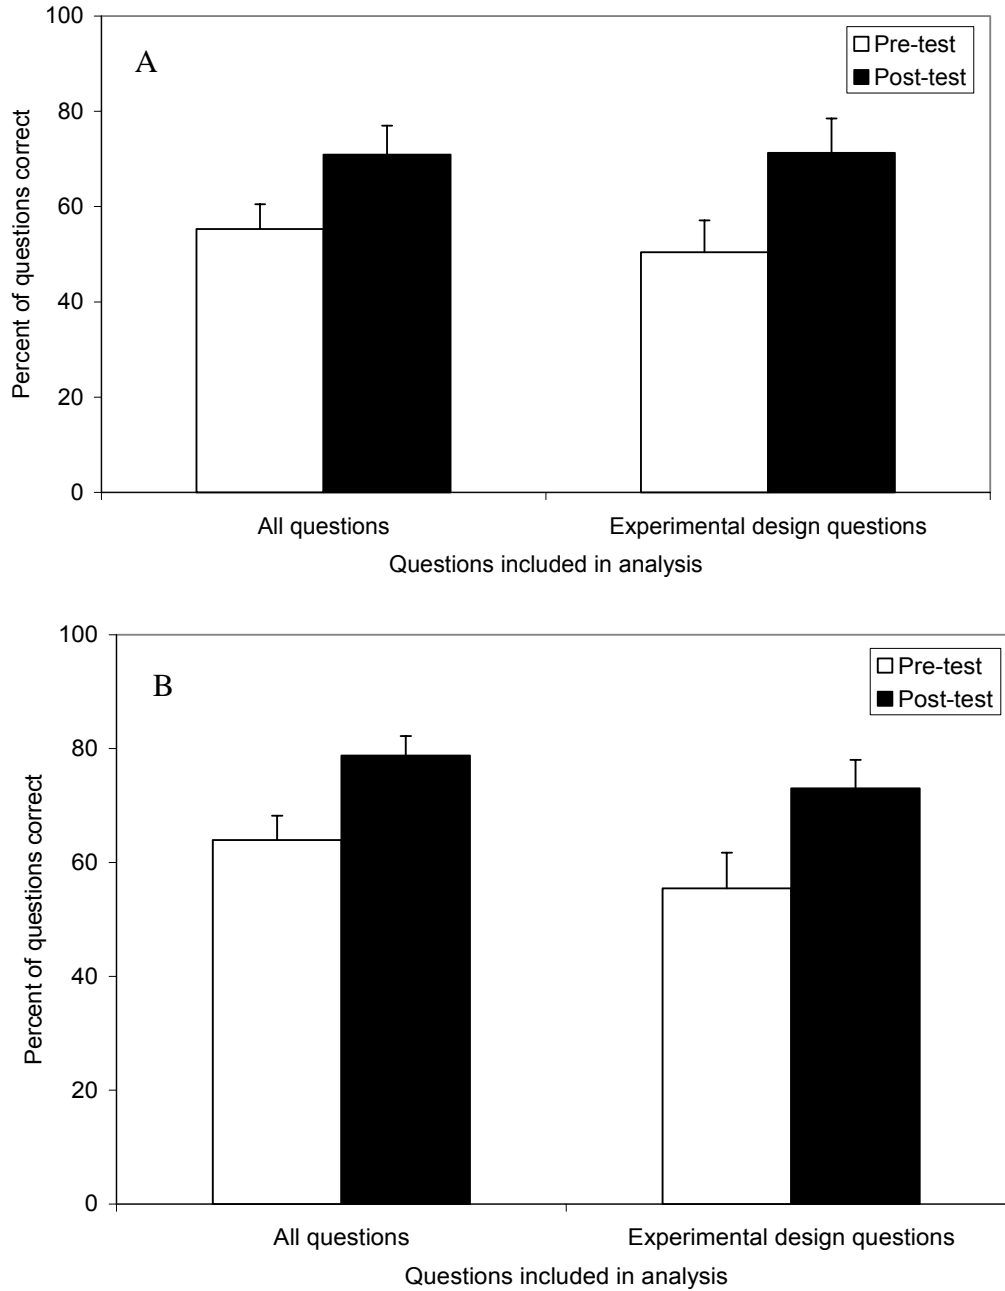 100
A
Pre-test
Post-test
80
60
40
20
0
Percent of questions correct
All questions
Experimental design questions
Questions included in analysis
100
B
Pre-test
Post-test
80
60
40
20
0
Percent of questions correct
All questions
Experimental design questions
Questions included in analysis